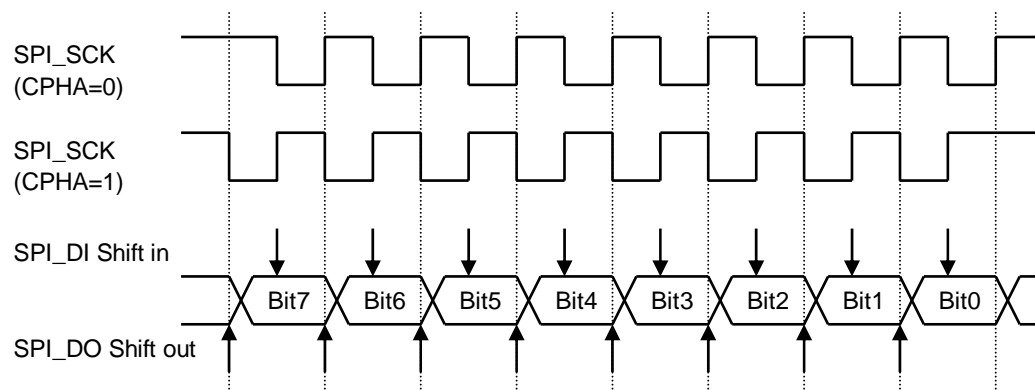 SPI_SCK
(CPHA=0)
SPI_SCK
(CPHA=1)
SPI_DI Shift in
Bit7 Bit6 Bit5 Bit4 Bit3 Bit2 Bit1 Bit0
SPI_DO Shift out